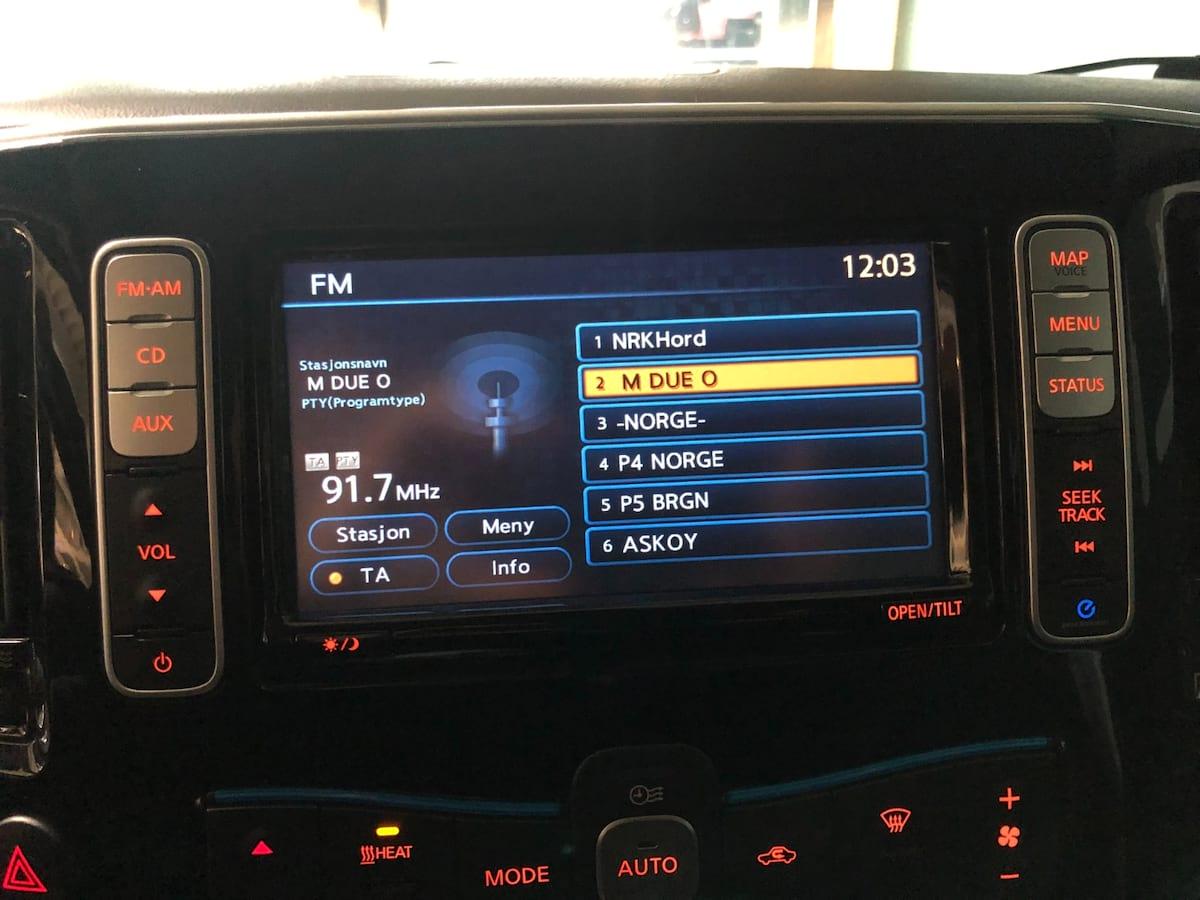 FM·AM
CD
AUX
VOL
FM
12:03
Stasjonsnavn
M DUE O
PTY(Programtype)
TA PTY
91.7MHz
Stasjon
Meny
TA
Info
1 NRKHord
2 M DUE O
3 -NORGE-
4 P4 NORGE
5 P5 BRGN
6 ASKOY
OPEN/TILT
MAP
VOICE
MENU
STATUS
SEEK
TRACK
HEAT
MODE
AUTO